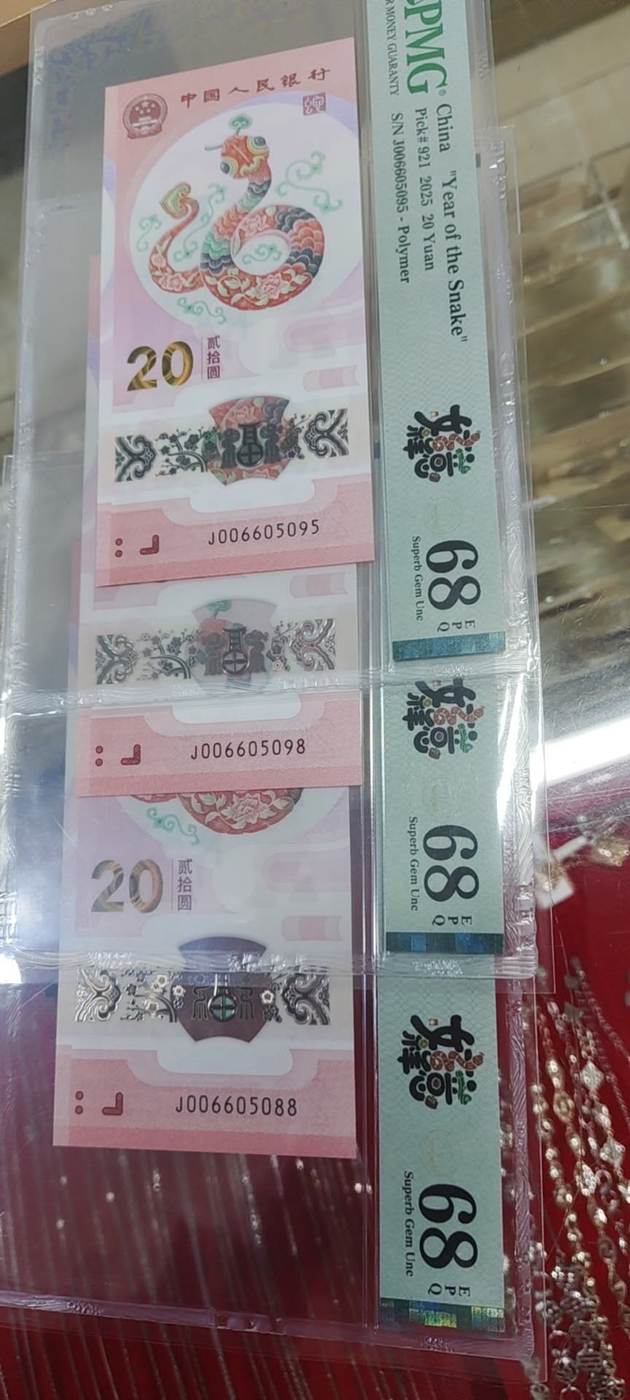 中国人民银行
20
贰拾圆
J006605095
J006605098
20
贰拾圆
J006605088
PMG
MONEY GUARANTY
China "Year of the Snake"
Pick# 921 2025 20 Yuan
S/N J006605095 - Polymer
68 EPQ
Superb Gem Unc
68 EPQ
Superb Gem Unc
68 EPQ
Superb Gem Unc